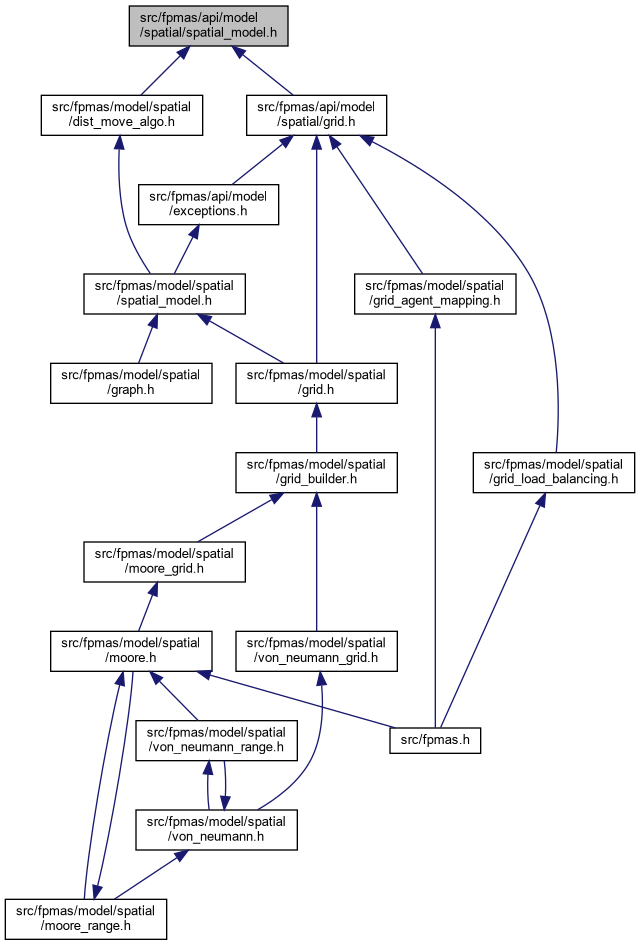 src/fpmas/api/model
/spatial/spatial_model.h
src/fpmas/model/spatial
/dist_move_algo.h
src/fpmas/api/model
/spatial/grid.h
src/fpmas/api/model
/exceptions.h
src/fpmas/model/spatial
/spatial_model.h
src/fpmas/model/spatial
/grid_agent_mapping.h
src/fpmas/model/spatial
/graph.h
src/fpmas/model/spatial
/grid.h
src/fpmas/model/spatial
/grid_builder.h
src/fpmas/model/spatial
/grid_load_balancing.h
src/fpmas/model/spatial
/moore_grid.h
src/fpmas/model/spatial
/moore.h
src/fpmas/model/spatial
/von_neumann_grid.h
src/fpmas/model/spatial
/von_neumann_range.h
src/fpmas.h
src/fpmas/model/spatial
/von_neumann.h
src/fpmas/model/spatial
/moore_range.h